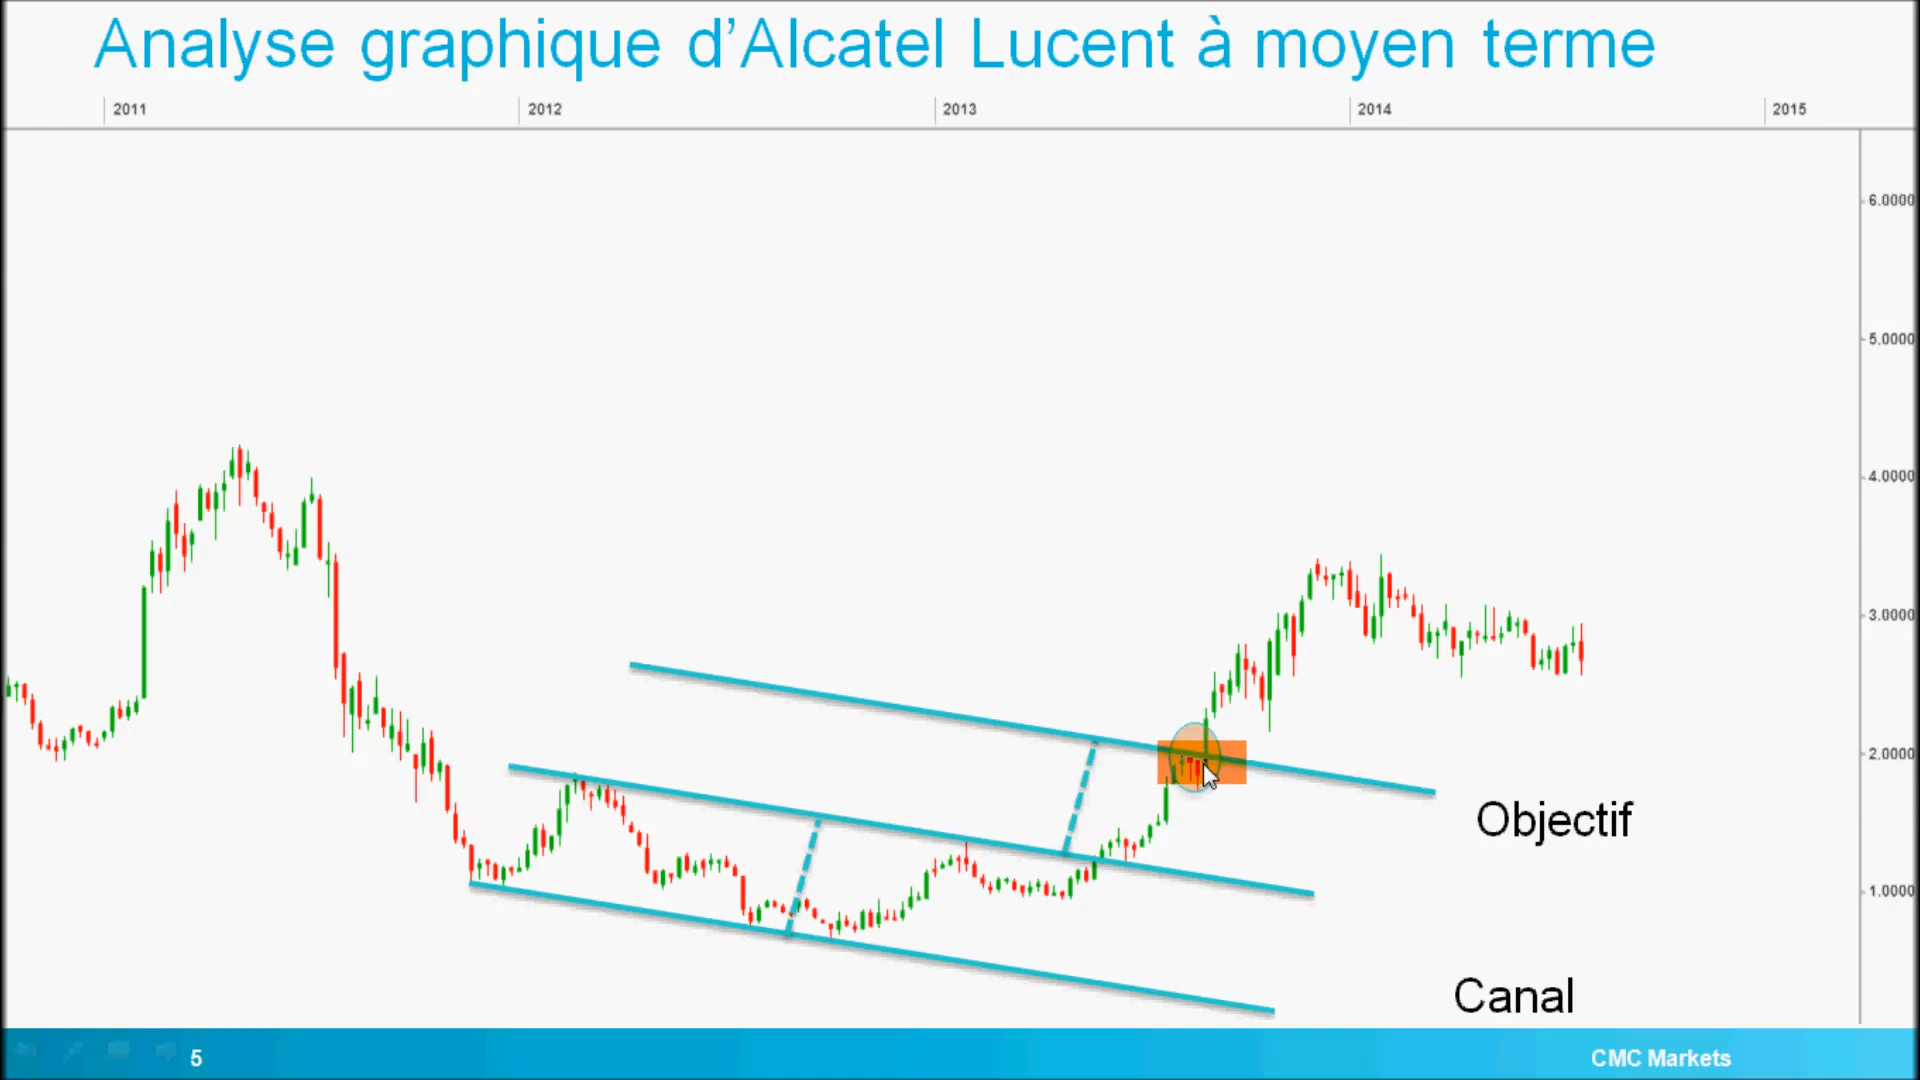 Analyse graphique d’Alcatel Lucent à moyen terme
2011 2012 2013 2014 2015
6.0000
5.0000
4.0000
3.0000
2.0000
Objectif
1.0000
Canal
5 CMC Markets